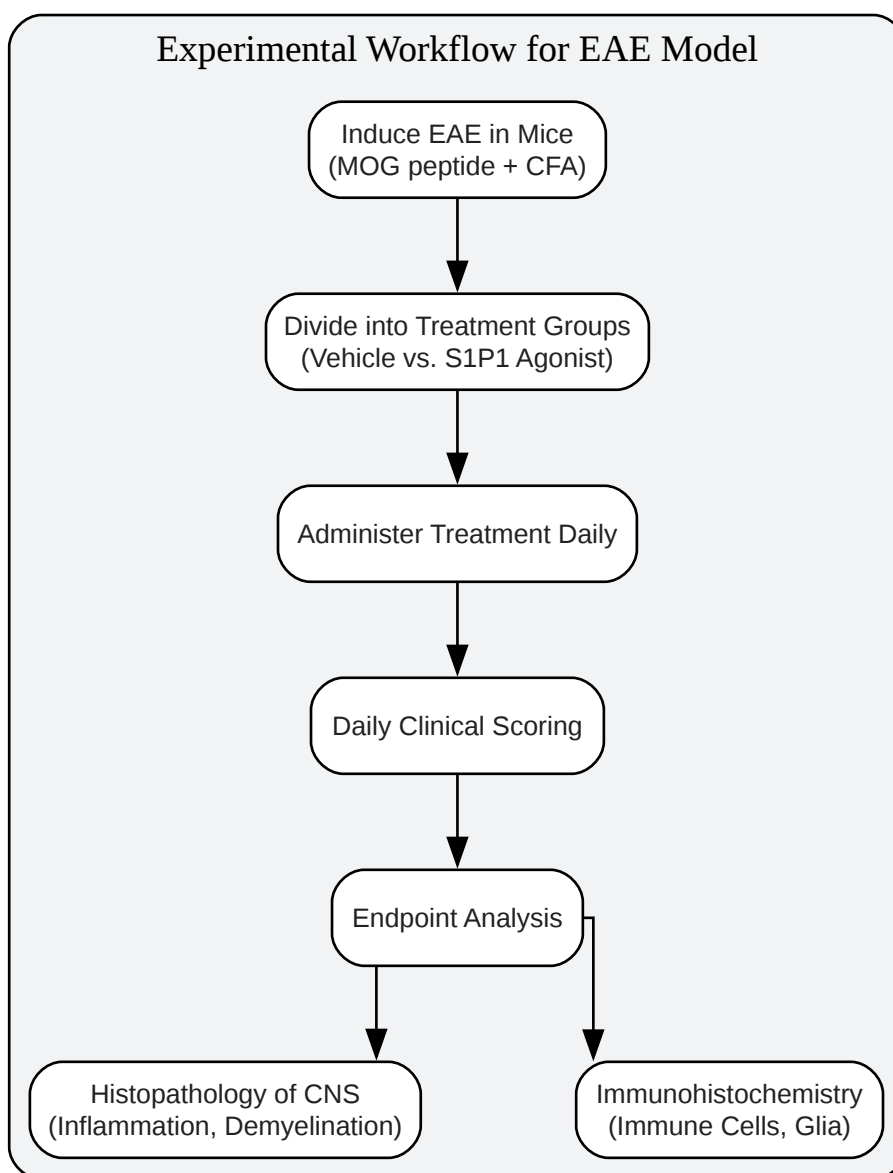 Experimental Workflow for EAE Model
Induce EAE in Mice
(MOG peptide + CFA)
Divide into Treatment Groups
(Vehicle vs. S1P1 Agonist)
Administer Treatment Daily
Daily Clinical Scoring
Endpoint Analysis
Histopathology of CNS
(Inflammation, Demyelination)
Immunohistochemistry
(Immune Cells, Glia)